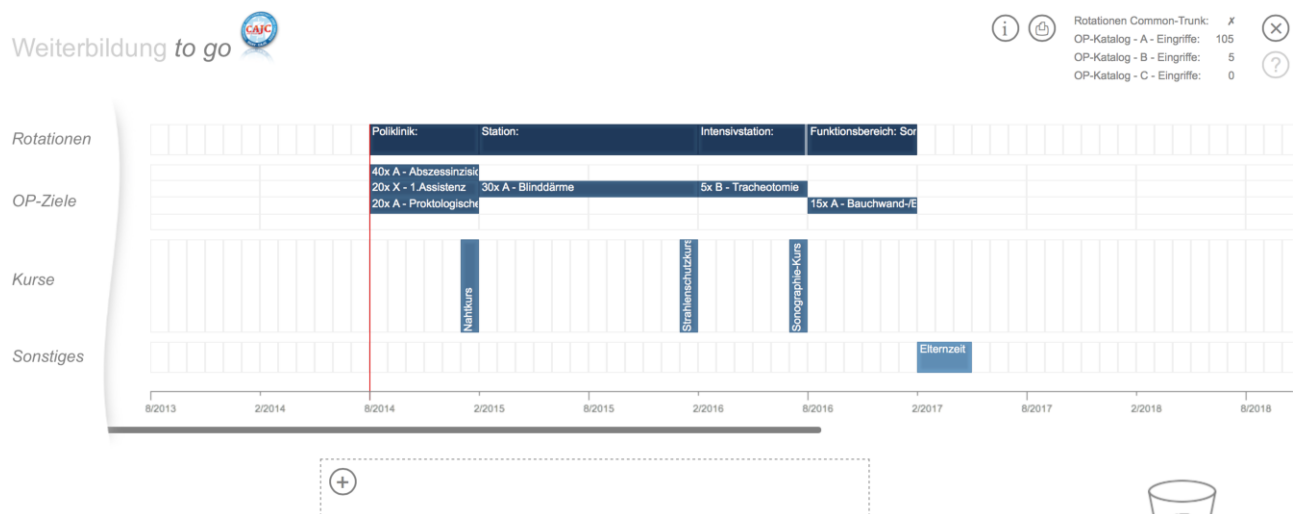 Weiterbildung to go
CAJC
Rotationen Common-Trunk: ✗
OP-Katalog - A - Eingriffe: 105
OP-Katalog - B - Eingriffe: 5
OP-Katalog - C - Eingriffe: 0
Rotationen
Poliklinik: Station: Intensivstation: Funktionsbereich: Sor
OP-Ziele
40x A - Abszessinzisio
20x X - 1.Assistenz 30x A - Blinddärme 5x B - Tracheotomie
20x A - Proktologische 15x A - Bauchwand-/E
Kurse
Nahtkurs
Strahlenschutzkurs
Sonographie-Kurs
Sonstiges
Elternzeit
8/2013 2/2014 8/2014 2/2015 8/2015 2/2016 8/2016 2/2017 8/2017 2/2018 8/2018